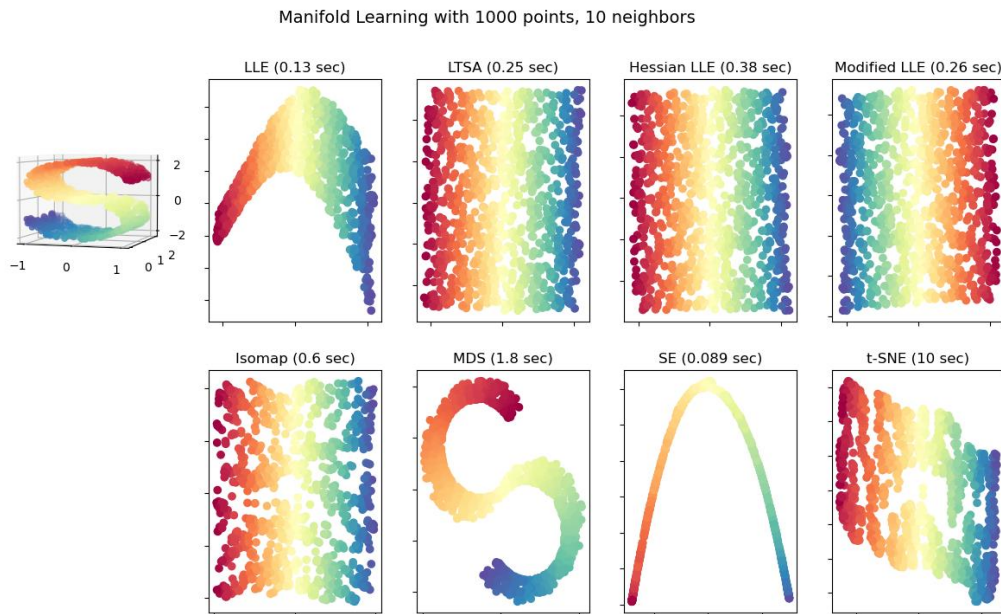 Manifold Learning with 1000 points, 10 neighbors
LLE (0.13 sec)
LTSA (0.25 sec)
Hessian LLE (0.38 sec)
Modified LLE (0.26 sec)
2
0
−2
−1
0
1
0
1
2
Isomap (0.6 sec)
MDS (1.8 sec)
SE (0.089 sec)
t-SNE (10 sec)